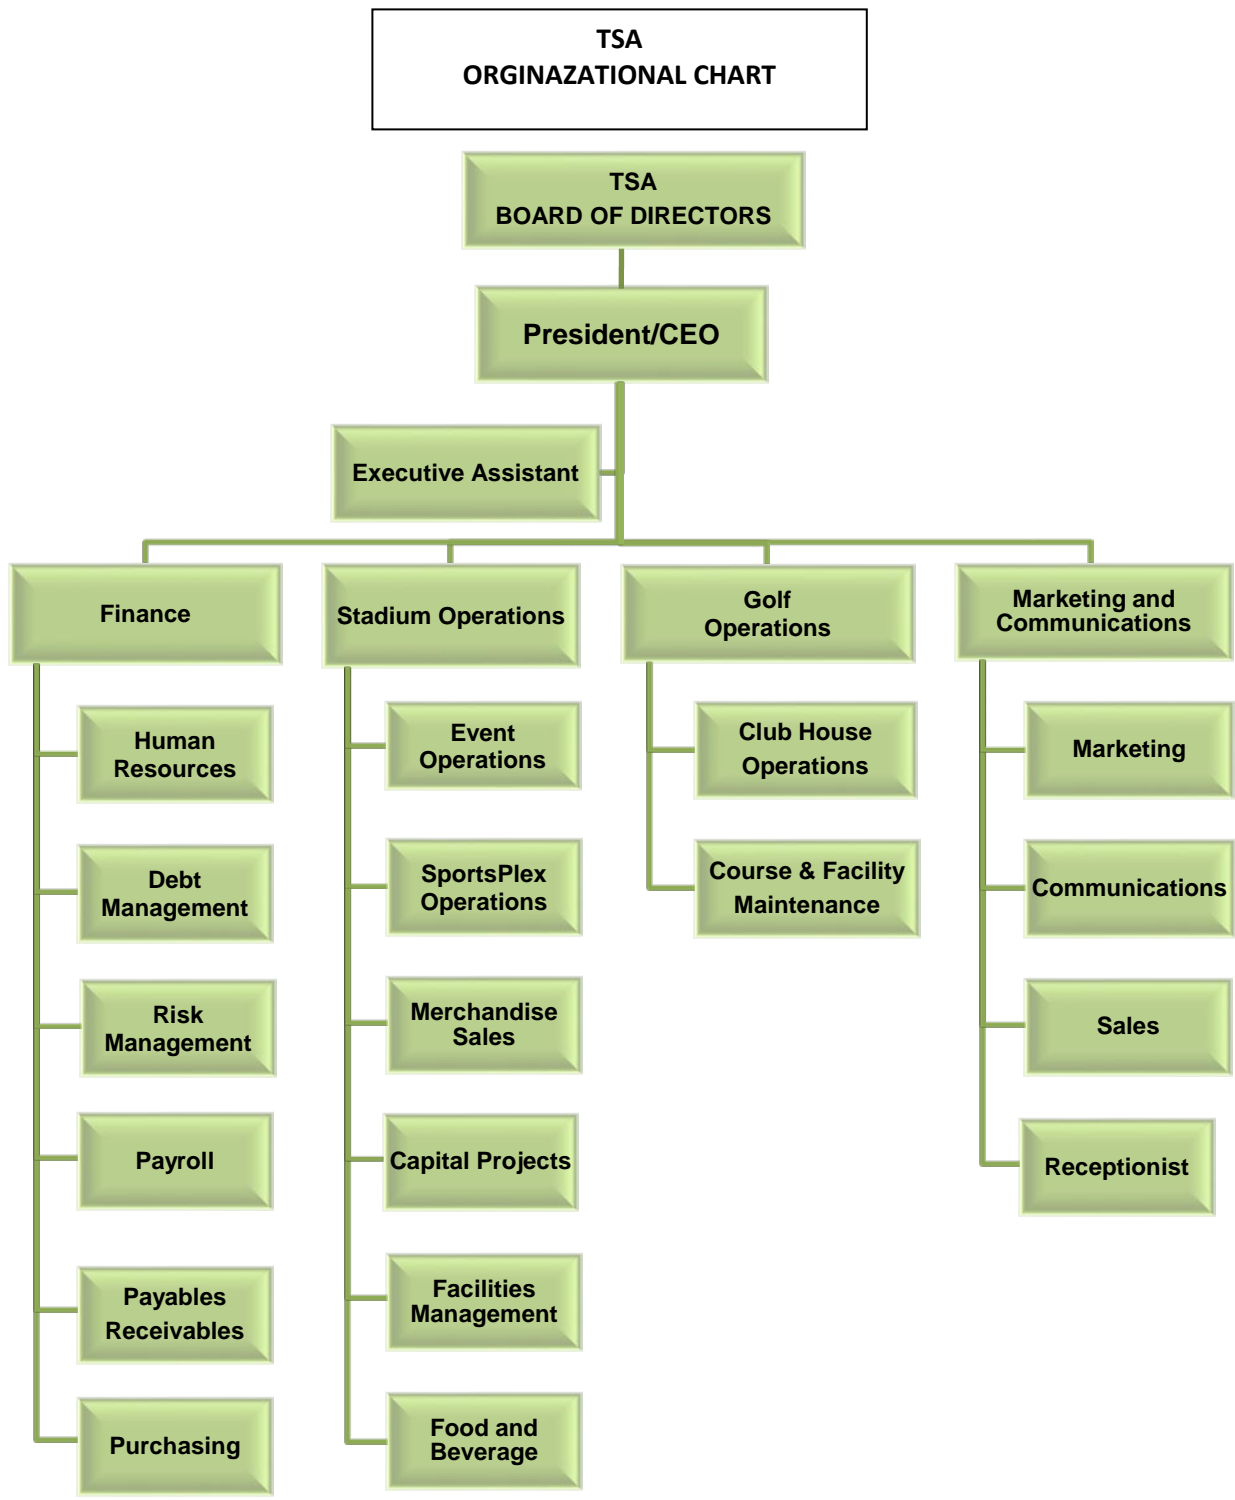 TSA
ORGINAZATIONAL CHART
TSA
BOARD OF DIRECTORS
President/CEO
Executive Assistant
Finance
Stadium Operations
Golf
Operations
Marketing and
Communications
Human
Resources
Debt
Management
Risk
Management
Payroll
Payables
Receivables
Purchasing
Event
Operations
SportsPlex
Operations
Merchandise
Sales
Capital Projects
Facilities
Management
Food and
Beverage
Club House
Operations
Course & Facility
Maintenance
Marketing
Communications
Sales
Receptionist